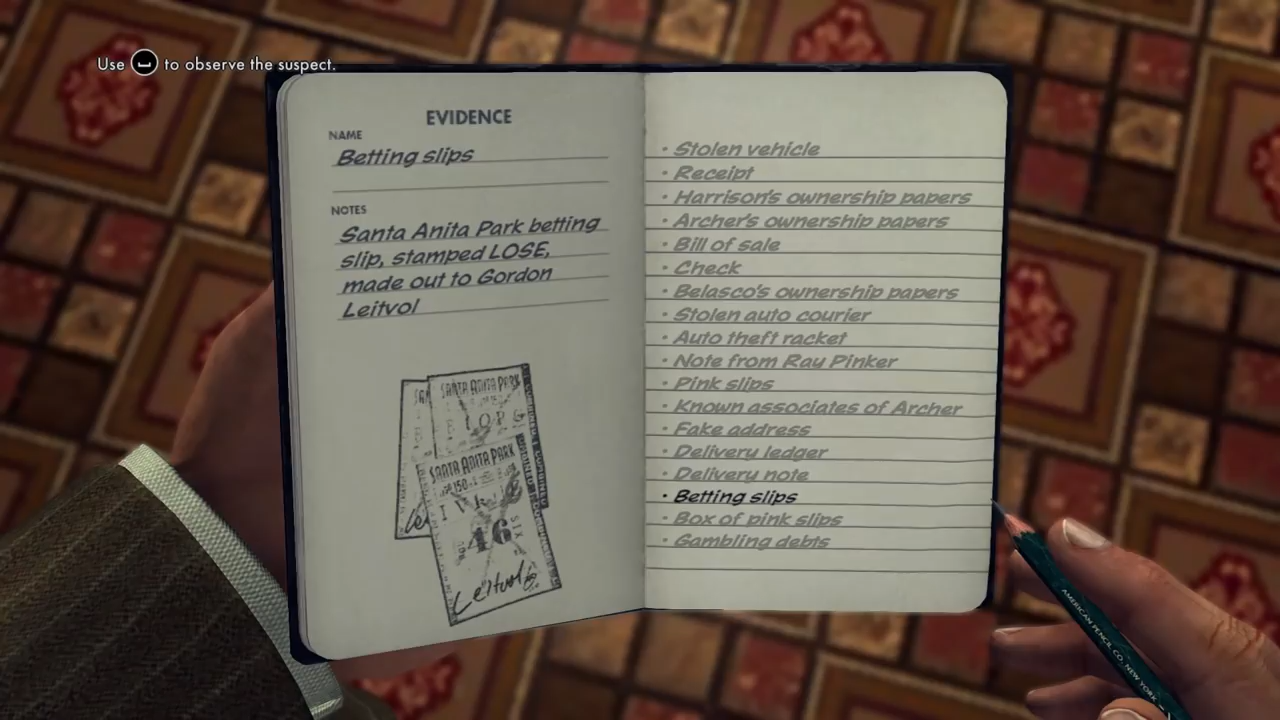 Use to observe the suspect.
EVIDENCE
NAME
Betting slips
NOTES
Santa Anita Park betting
slip, stamped LOSE,
made out to Gordon
Leitvol
SANTA ANITA PARK
SANTA ANITA PARK
46
SIX
Leitvol
• Stolen vehicle
• Receipt
• Harrison's ownership papers
• Archer's ownership papers
• Bill of sale
• Check
• Belasco's ownership papers
• Stolen auto courier
• Auto theft racket
• Note from Ray Pinker
• Pink slips
• Known associates of Archer
• Fake address
• Delivery ledger
• Delivery note
• Betting slips
• Box of pink slips
• Gambling debts
AMERICAN PENCIL CO. NEW YORK